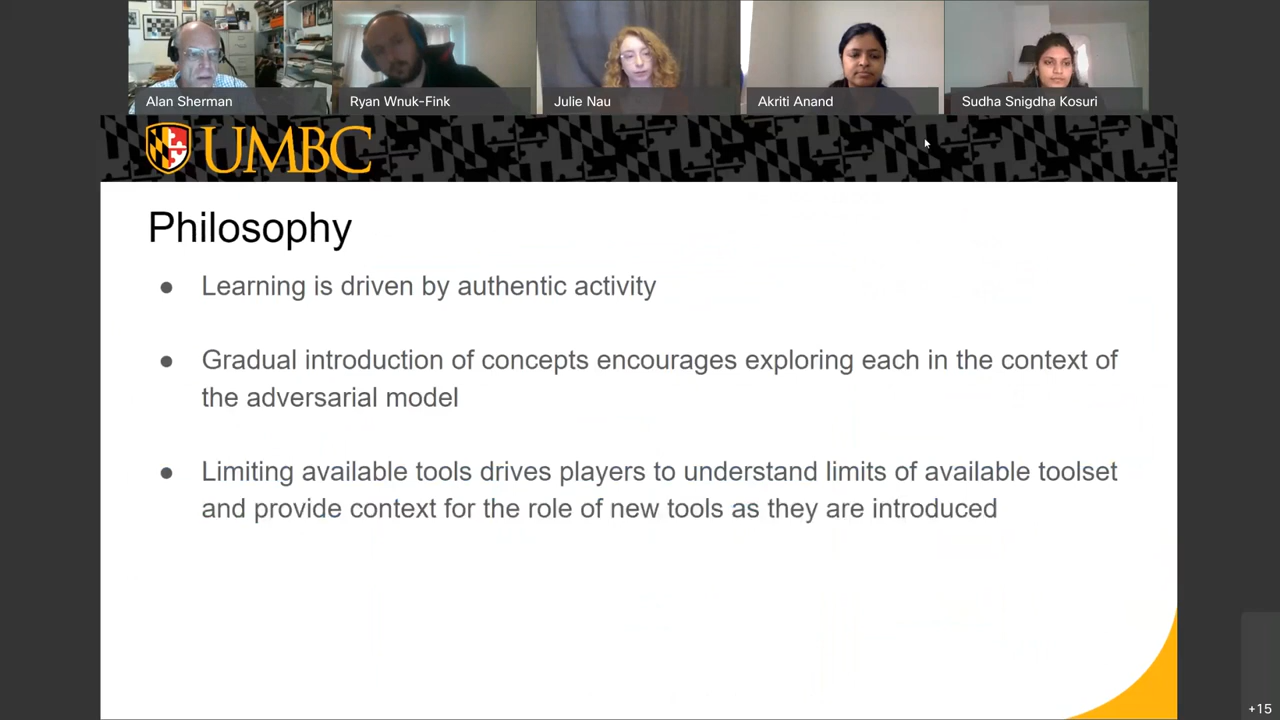 Alan Sherman
Ryan Wnuk-Fink
Julie Nau
Akriti Anand
Sudha Snigdha Kosuri
UMBC
Philosophy
● Learning is driven by authentic activity
● Gradual introduction of concepts encourages exploring each in the context of
the adversarial model
● Limiting available tools drives players to understand limits of available toolset
and provide context for the role of new tools as they are introduced
+15